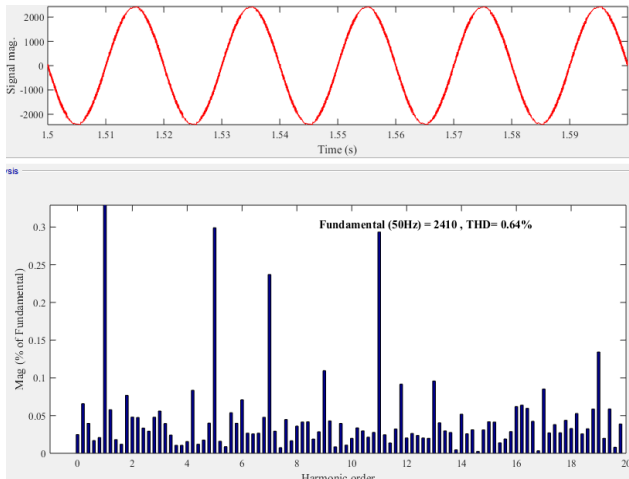 2000
1000
0
-1000
-2000
Signal mag.
1.5 1.51 1.52 1.53 1.54 1.55 1.56 1.57 1.58 1.59
Time (s)
ysis
Fundamental (50Hz) = 2410 , THD= 0.64%
0.3
0.25
0.2
0.15
0.1
0.05
0
Mag (% of Fundamental)
0 2 4 6 8 10 12 14 16 18 20
Harmonic order